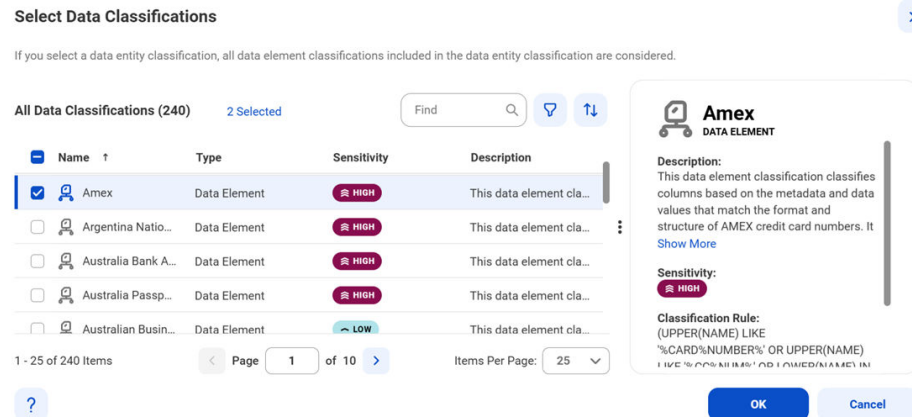 Select Data Classifications
If you select a data entity classification, all data element classifications included in the data entity classification are considered.
All Data Classifications (240) 2 Selected Find
Name ↑ Type Sensitivity Description
Amex Data Element HIGH This data element cla...
Argentina Natio... Data Element HIGH This data element cla...
Australia Bank A... Data Element HIGH This data element cla...
Australia Passp... Data Element HIGH This data element cla...
Australian Busin... Data Element LOW This data element cla...
1 - 25 of 240 Items Page 1 of 10 Items Per Page: 25
Amex
DATA ELEMENT
Description:
This data element classification classifies
columns based on the metadata and data
values that match the format and
structure of AMEX credit card numbers. It
Show More
Sensitivity:
HIGH
Classification Rule:
(UPPER(NAME) LIKE
'%CARD%NUMBER%' OR UPPER(NAME)
LIKE '%CC%NUM%' OR LOWER(NAME) IN
? OK Cancel